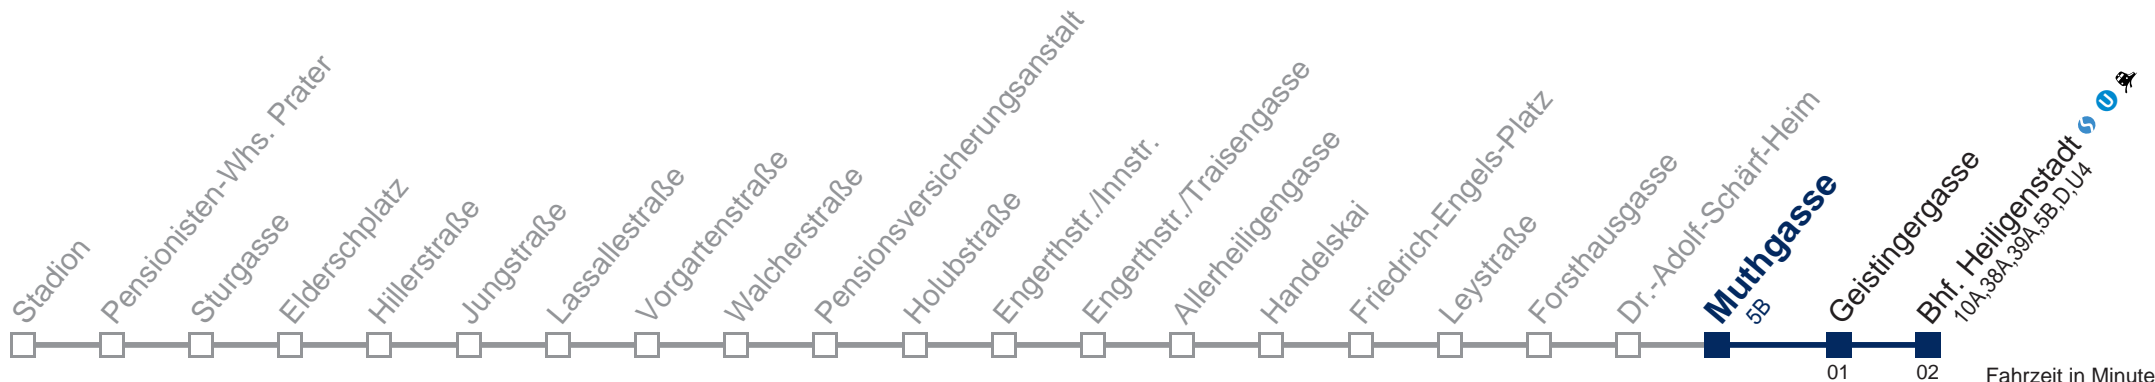 Stadion
Pensionisten-Whs. Prater
Sturgasse
Elderschplatz
Hillerstraße
Jungstraße
Lassallestraße
Vorgartenstraße
Walcherstraße
Pensionsversicherungsanstalt
Holubstraße
Engerthstr./Innstr.
Engerthstr./Traisengasse
Allerheiligengasse
Handelskai
Friedrich-Engels-Platz
Leystraße
Forsthausgasse
Dr.-Adolf-Schärf-Heim
Muthgasse
5B
Geistingergasse
Bhf. Heiligenstadt S U
10A,38A,39A,5B,D,U4
01
02
Fahrzeit in Minute